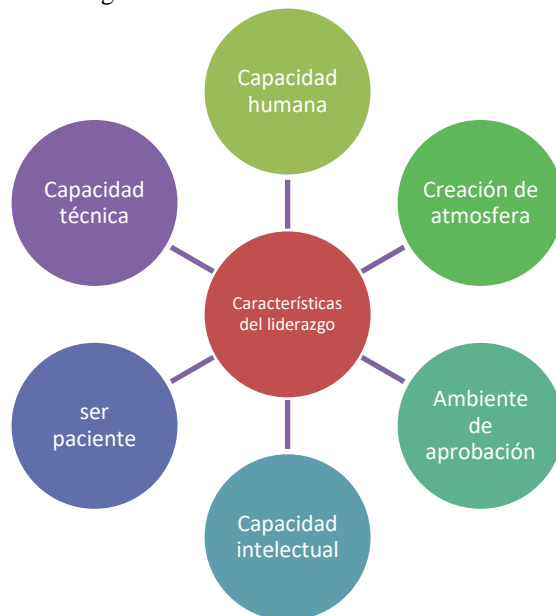 Capacidad
humana
Capacidad
técnica
Creación de
atmosfera
Características
del liderazgo
ser
paciente
Ambiente
de
aprobación
Capacidad
intelectual